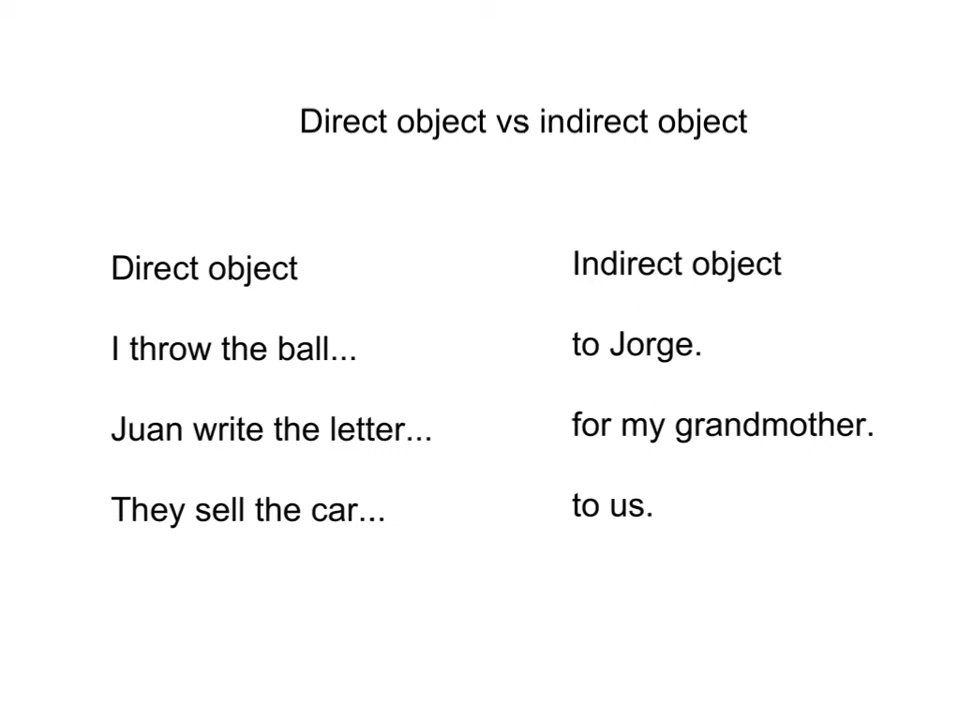 Direct object vs indirect object
Direct object
I throw the ball...
Juan write the letter...
They sell the car...
Indirect object
to Jorge.
for my grandmother.
to us.